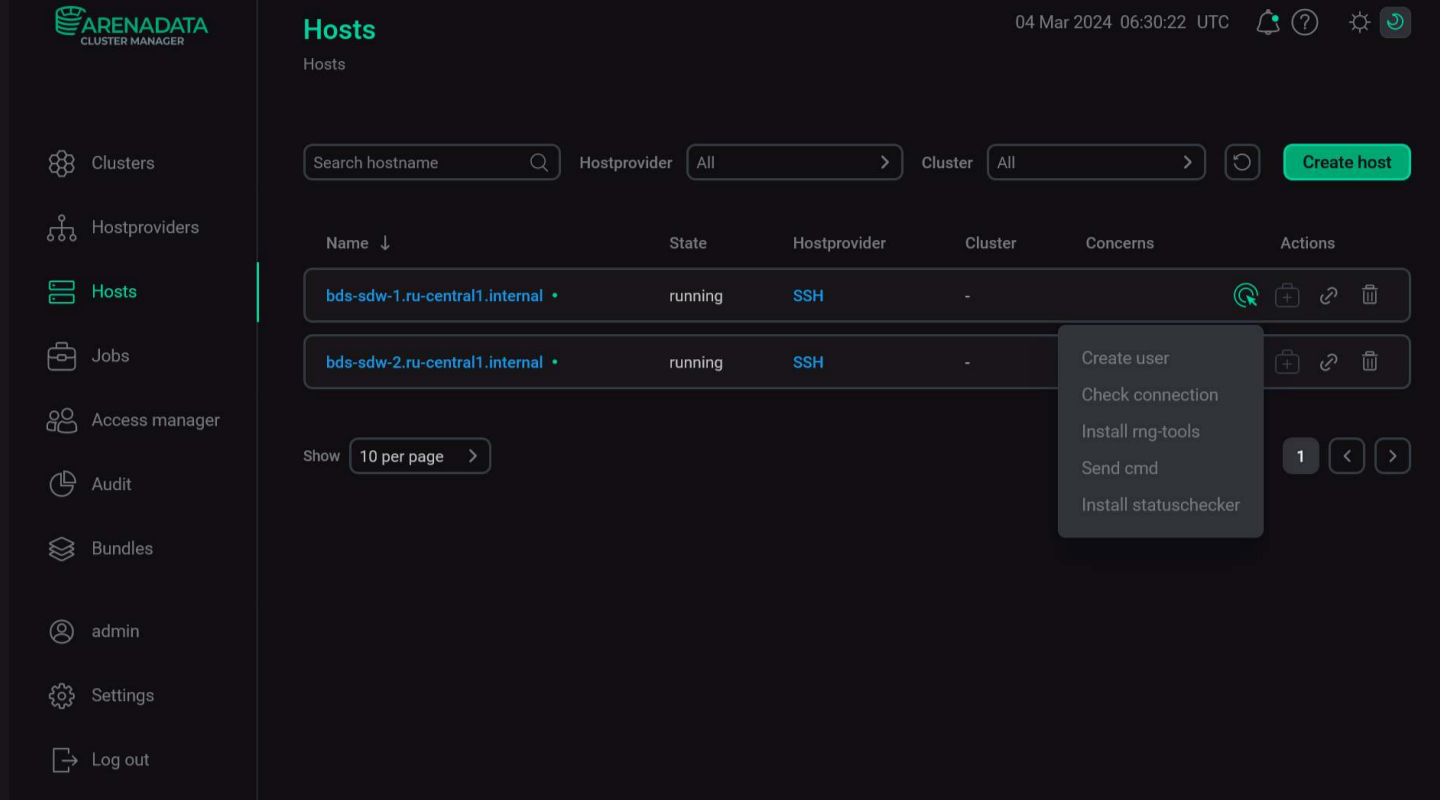 ARENADATA
CLUSTER MANAGER
Clusters
Hostproviders
Hosts
Jobs
Access manager
Audit
Bundles
admin
Settings
Log out
Hosts
04 Mar 2024 06:30:22 UTC
Hosts
Search hostname Hostprovider All Cluster All Create host
Name State Hostprovider Cluster Concerns Actions
bds-sdw-1.ru-central1.internal running SSH -
bds-sdw-2.ru-central1.internal running SSH -
Create user
Check connection
Install rng-tools
Send cmd
Install statuschecker
Show 10 per page 1